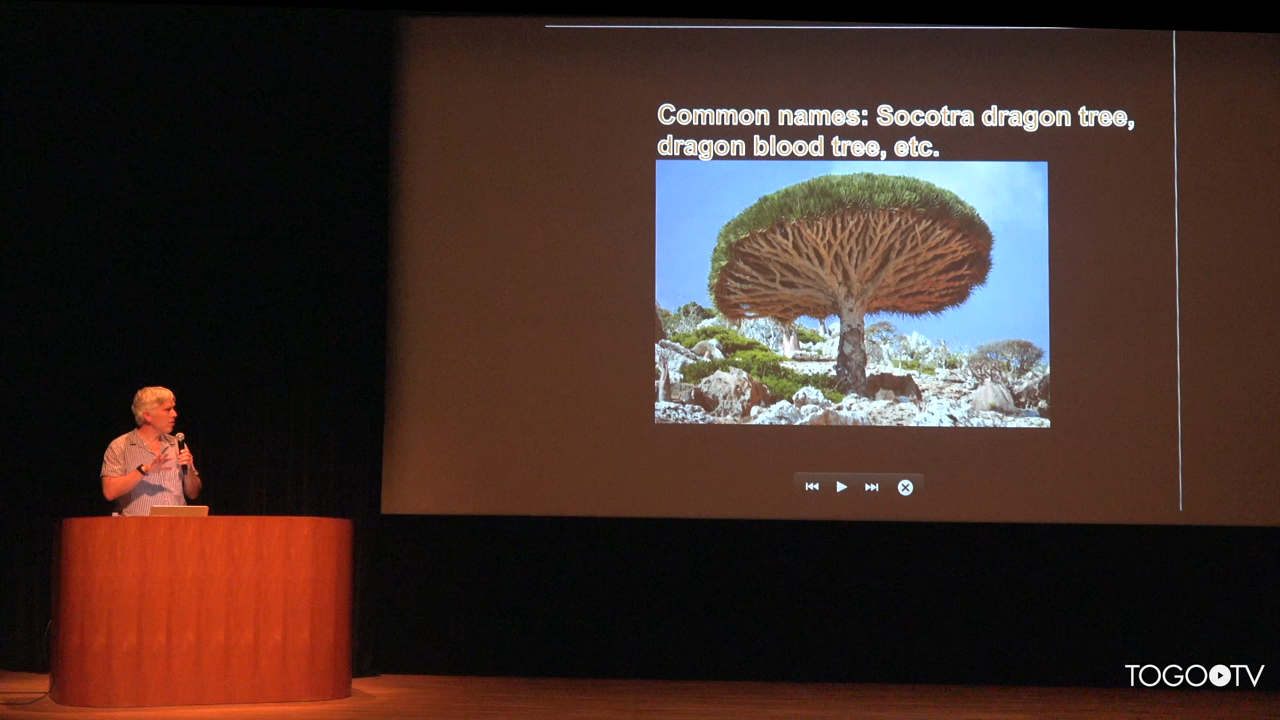 Common names: Socotra dragon tree,
dragon blood tree, etc.
TOGO TV